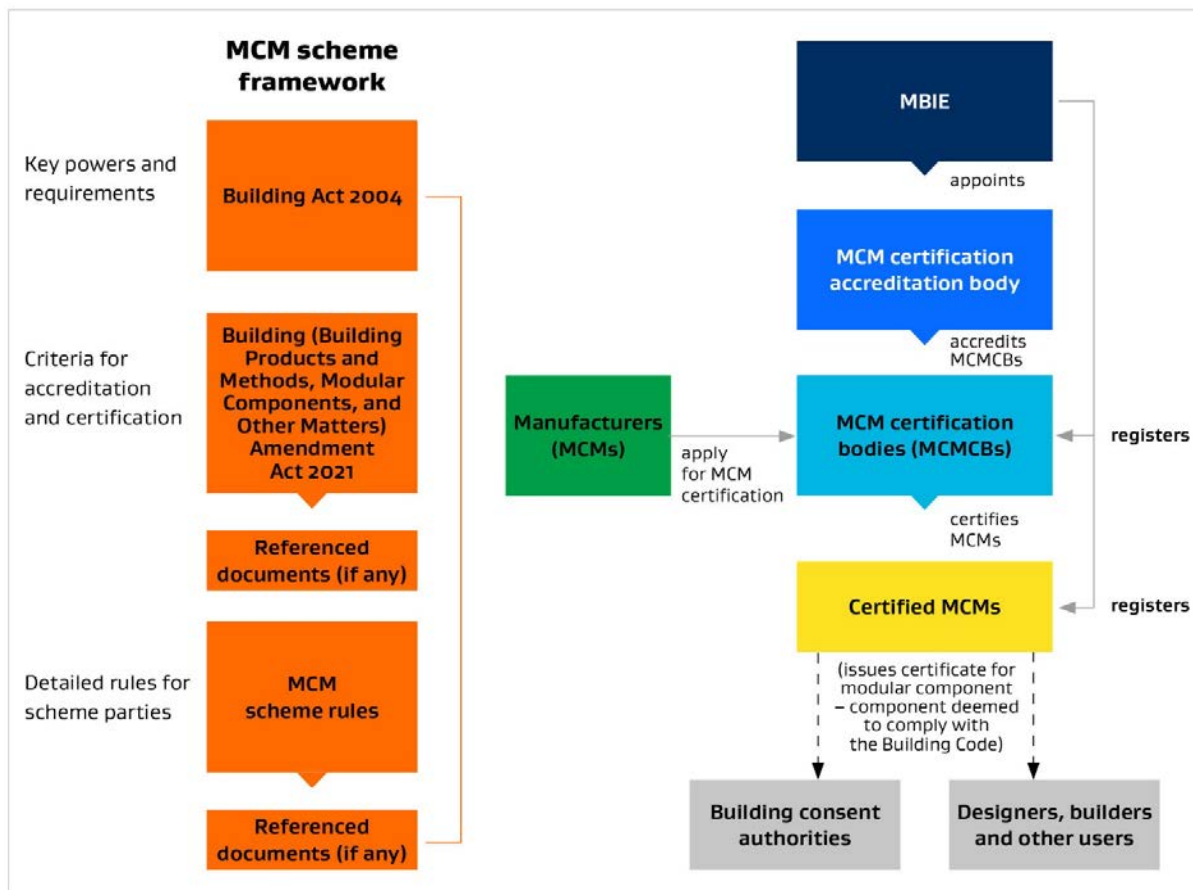 MCM scheme
framework
Key powers and
requirements
Building Act 2004
Criteria for
accreditation
and certification
Building (Building
Products and
Methods, Modular
Components, and
Other Matters)
Amendment
Act 2021
Referenced
documents (if any)
Detailed rules for
scheme parties
MCM
scheme rules
Referenced
documents (if any)
MBIE
appoints
MCM certification
accreditation body
accredits
MCMCBs
Manufacturers
(MCMs)
apply
for MCM
certification
MCM certification
bodies (MCMCBs)
registers
certifies
MCMs
Certified MCMs
registers
(issues certificate for
modular component
– component deemed
to comply with
the Building Code)
Building consent
authorities
Designers, builders
and other users